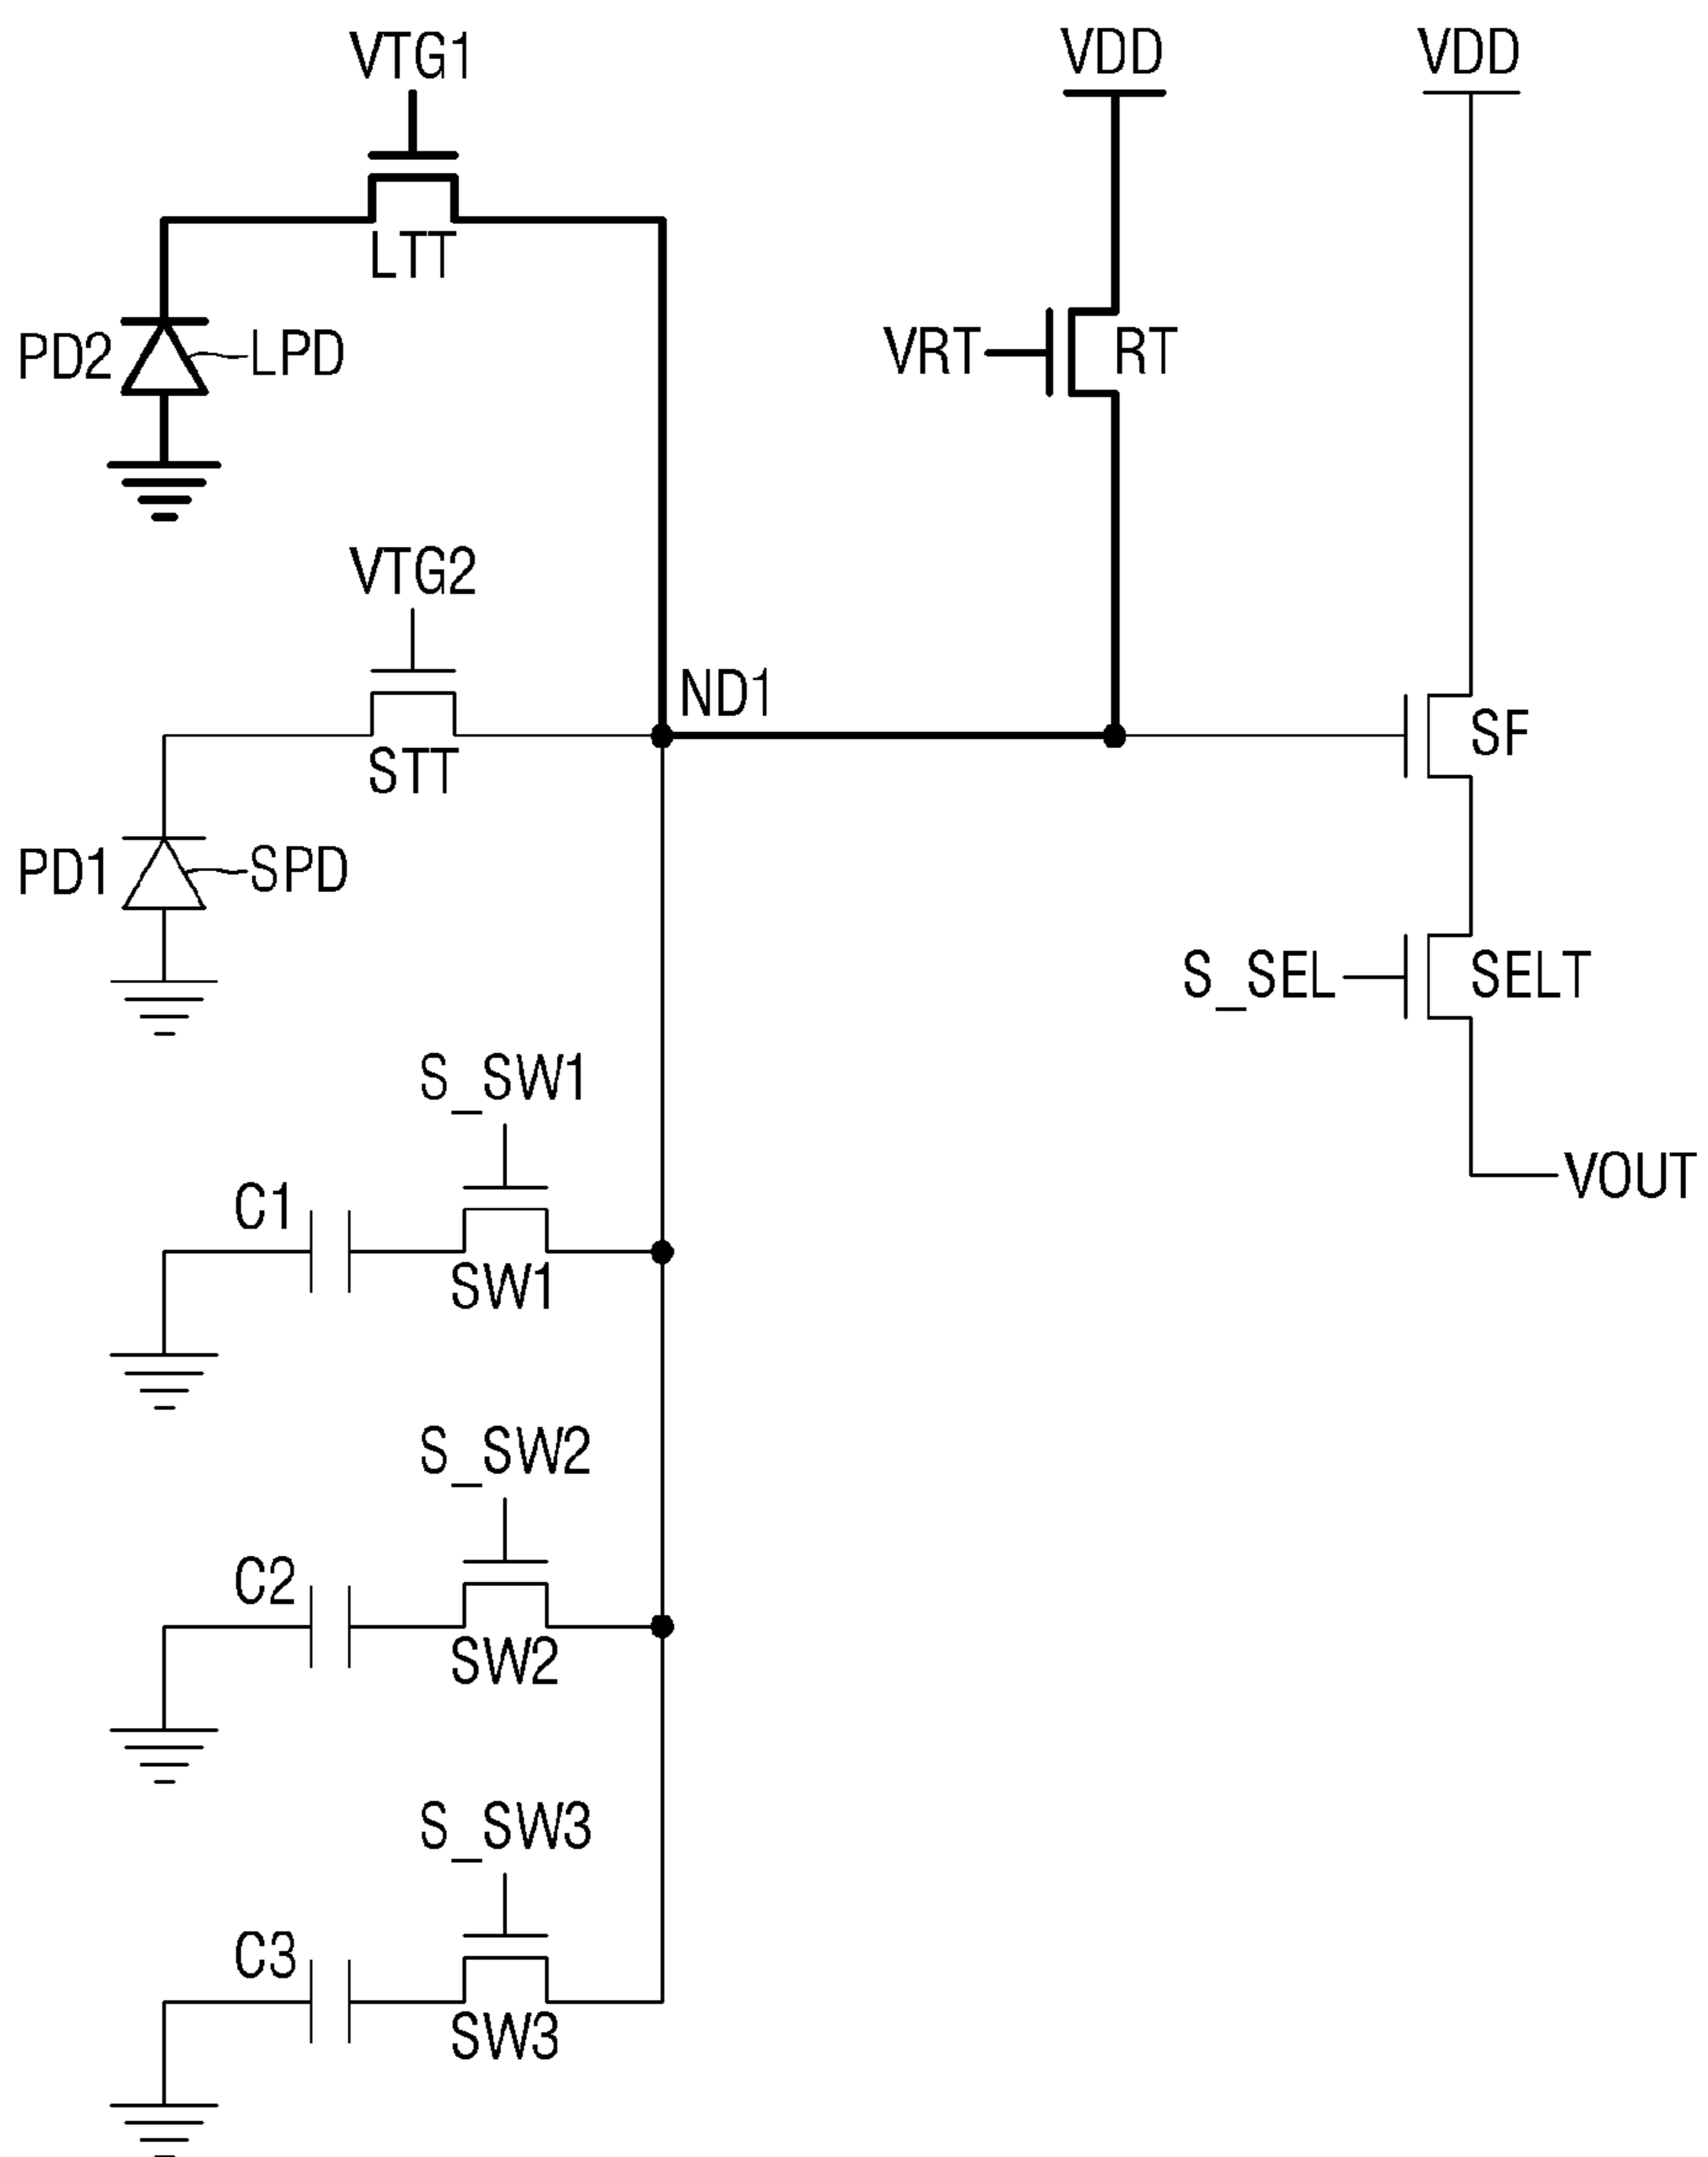 VTG1
VDD
VDD
LTT
PD2
LPD
VRT
RT
VTG2
ND1
STT
SF
PD1
SPD
S_SEL
SELT
S_SW1
VOUT
C1
SW1
S_SW2
C2
SW2
S_SW3
C3
SW3